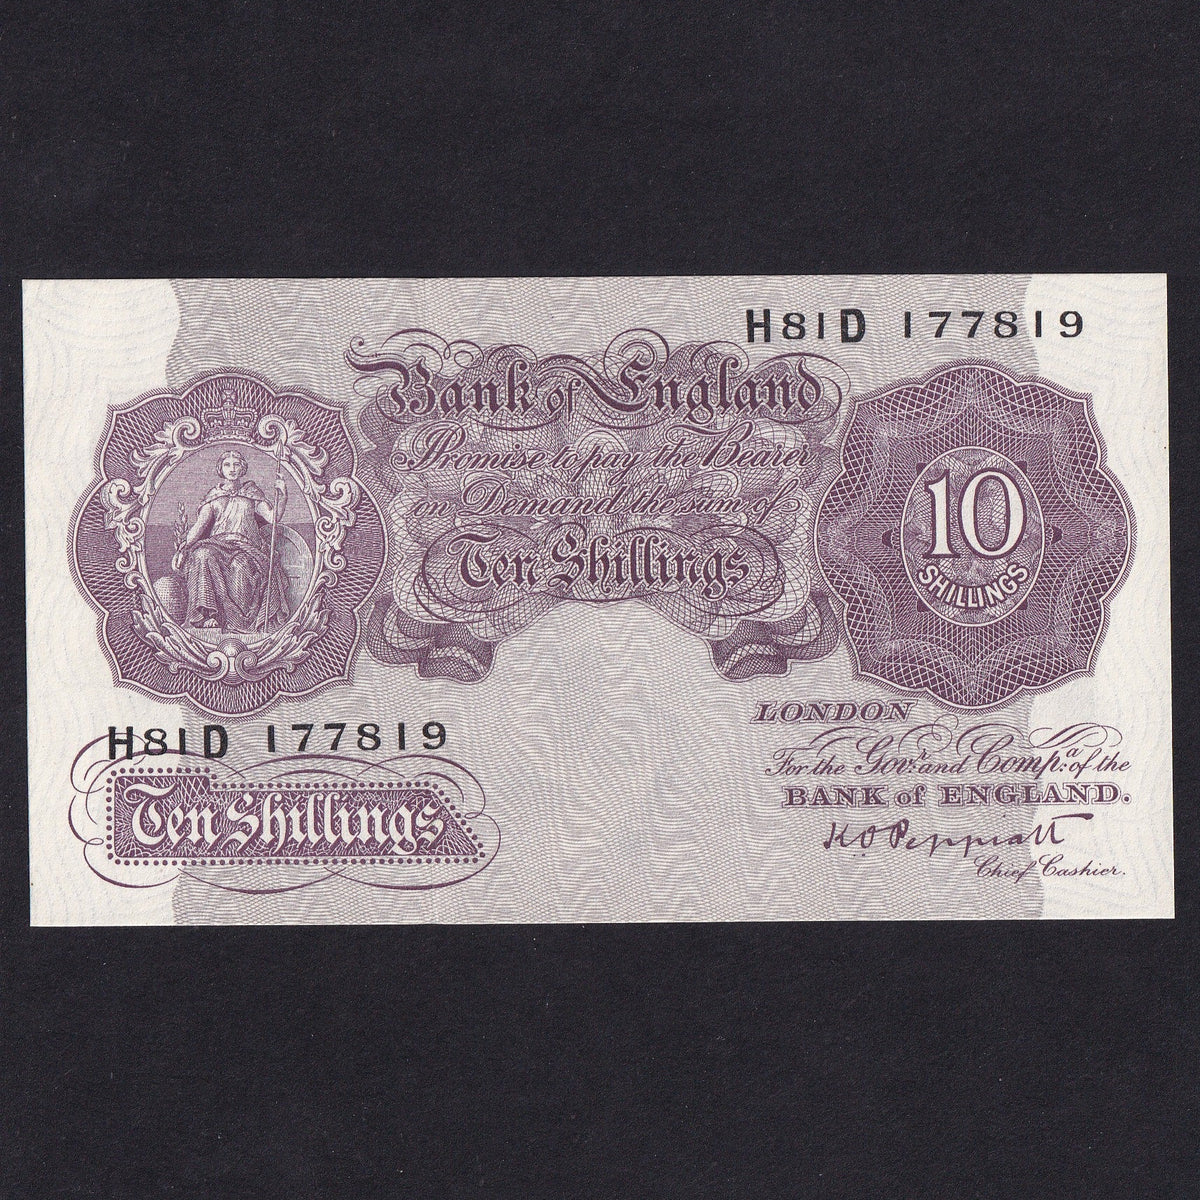 H81D 177819
Bank of England
I Promise to pay the Bearer
on Demand the sum of
Ten Shillings
10
SHILLINGS
H81D 177819
Ten Shillings
LONDON
For the Govr. and Compa. of the
BANK of ENGLAND.
K O Peppiatt
Chief Cashier.